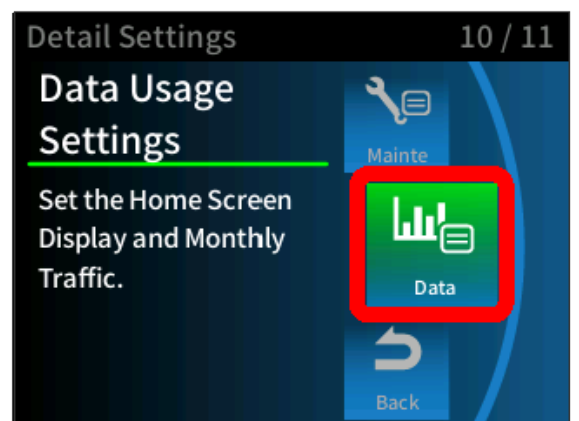 Detail Settings 10 / 11
Data Usage
Settings
Mainte
Set the Home Screen
Display and Monthly
Traffic.
Data
Back